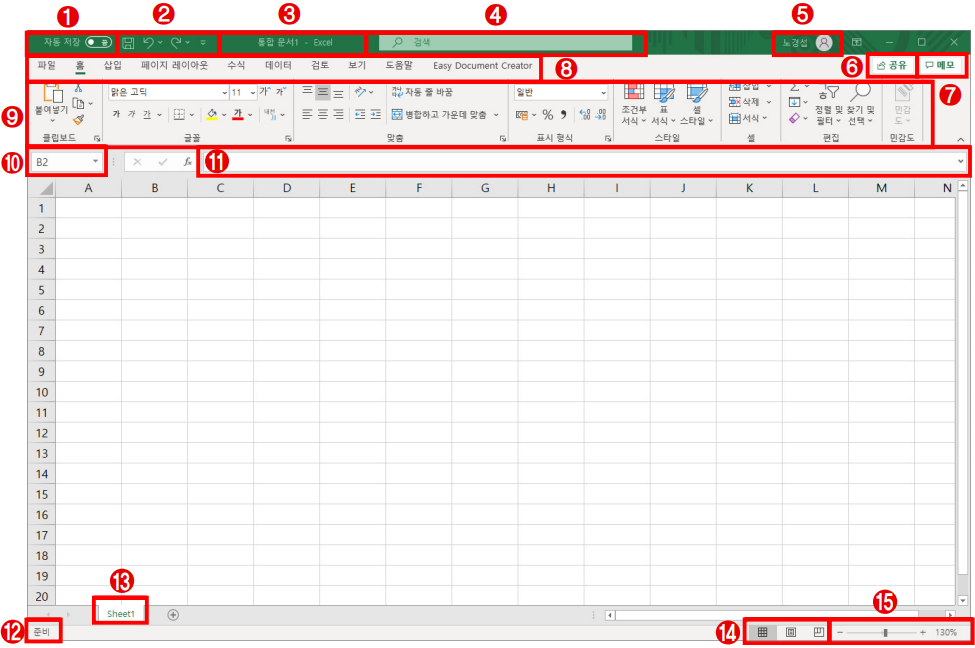 ❶ ❷ ❸ ❹ ❺
자동 저장 끔 통합 문서1 - Excel 검색 노경섭
파일 홈 삽입 페이지 레이아웃 수식 데이터 검토 보기 도움말 Easy Document Creator ❽ ❻ 공유 메모
❼
❾
붙여넣기 맑은 고딕 11 가 가 자동 줄 바꿈 일반 조건부 서식 표 서식 셀 스타일 삽입 정렬 및 필터 찾기 및 선택 민감도
가 가 가 가 내천 병합하고 가운데 맞춤 % 삭제
서식
클립보드 글꼴 맞춤 표시 형식 스타일 셀 편집 민감도
❿ B2 fx ⓫
A B C D E F G H I J K L M N
1
2
3
4
5
6
7
8
9
10
11
12
13
14
15
16
17
18
19
20
⓭ ⓯
Sheet1
⓬ 준비 ⓮ 130%